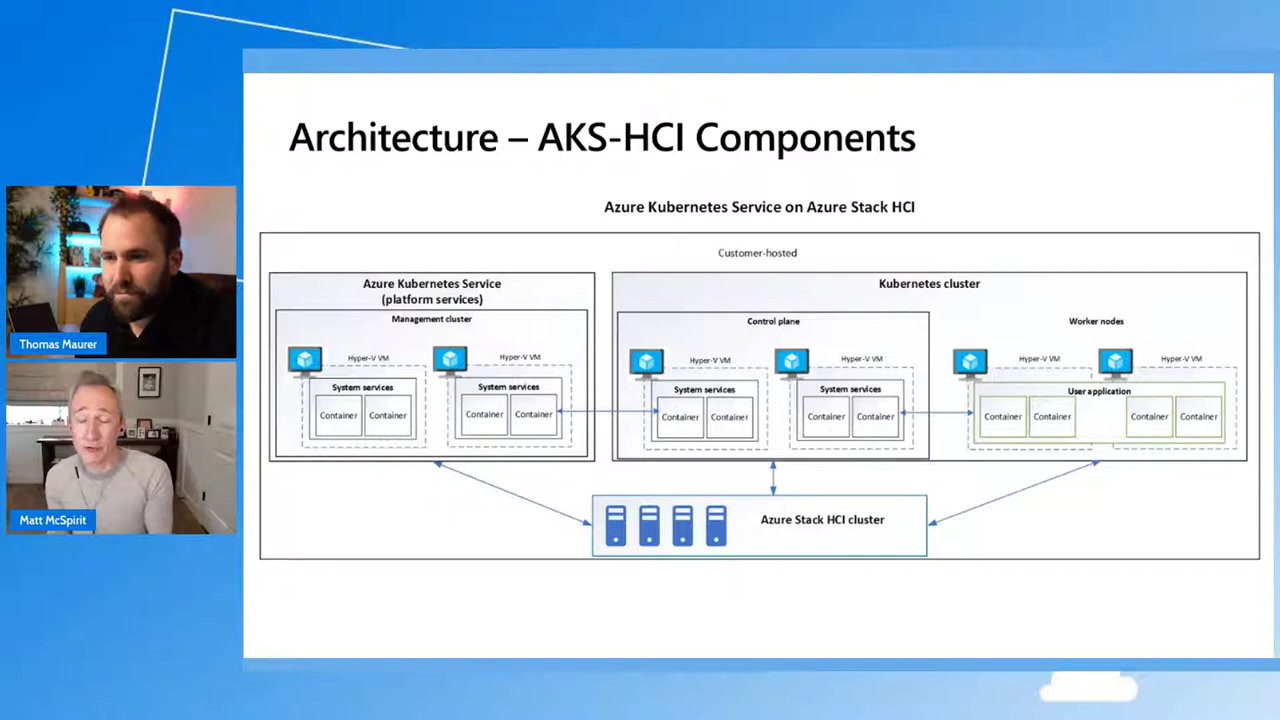 Architecture – AKS-HCI Components
Azure Kubernetes Service on Azure Stack HCI
Customer-hosted
Azure Kubernetes Service
(platform services)
Management cluster
Hyper-V VM
System services
Container Container
Hyper-V VM
System services
Container Container
Kubernetes cluster
Control plane
Hyper-V VM
System services
Container Container
Hyper-V VM
System services
Container Container
Worker nodes
Hyper-V VM
Hyper-V VM
User application
Container Container
Container Container
Azure Stack HCI cluster
Thomas Maurer
Matt McSpirit